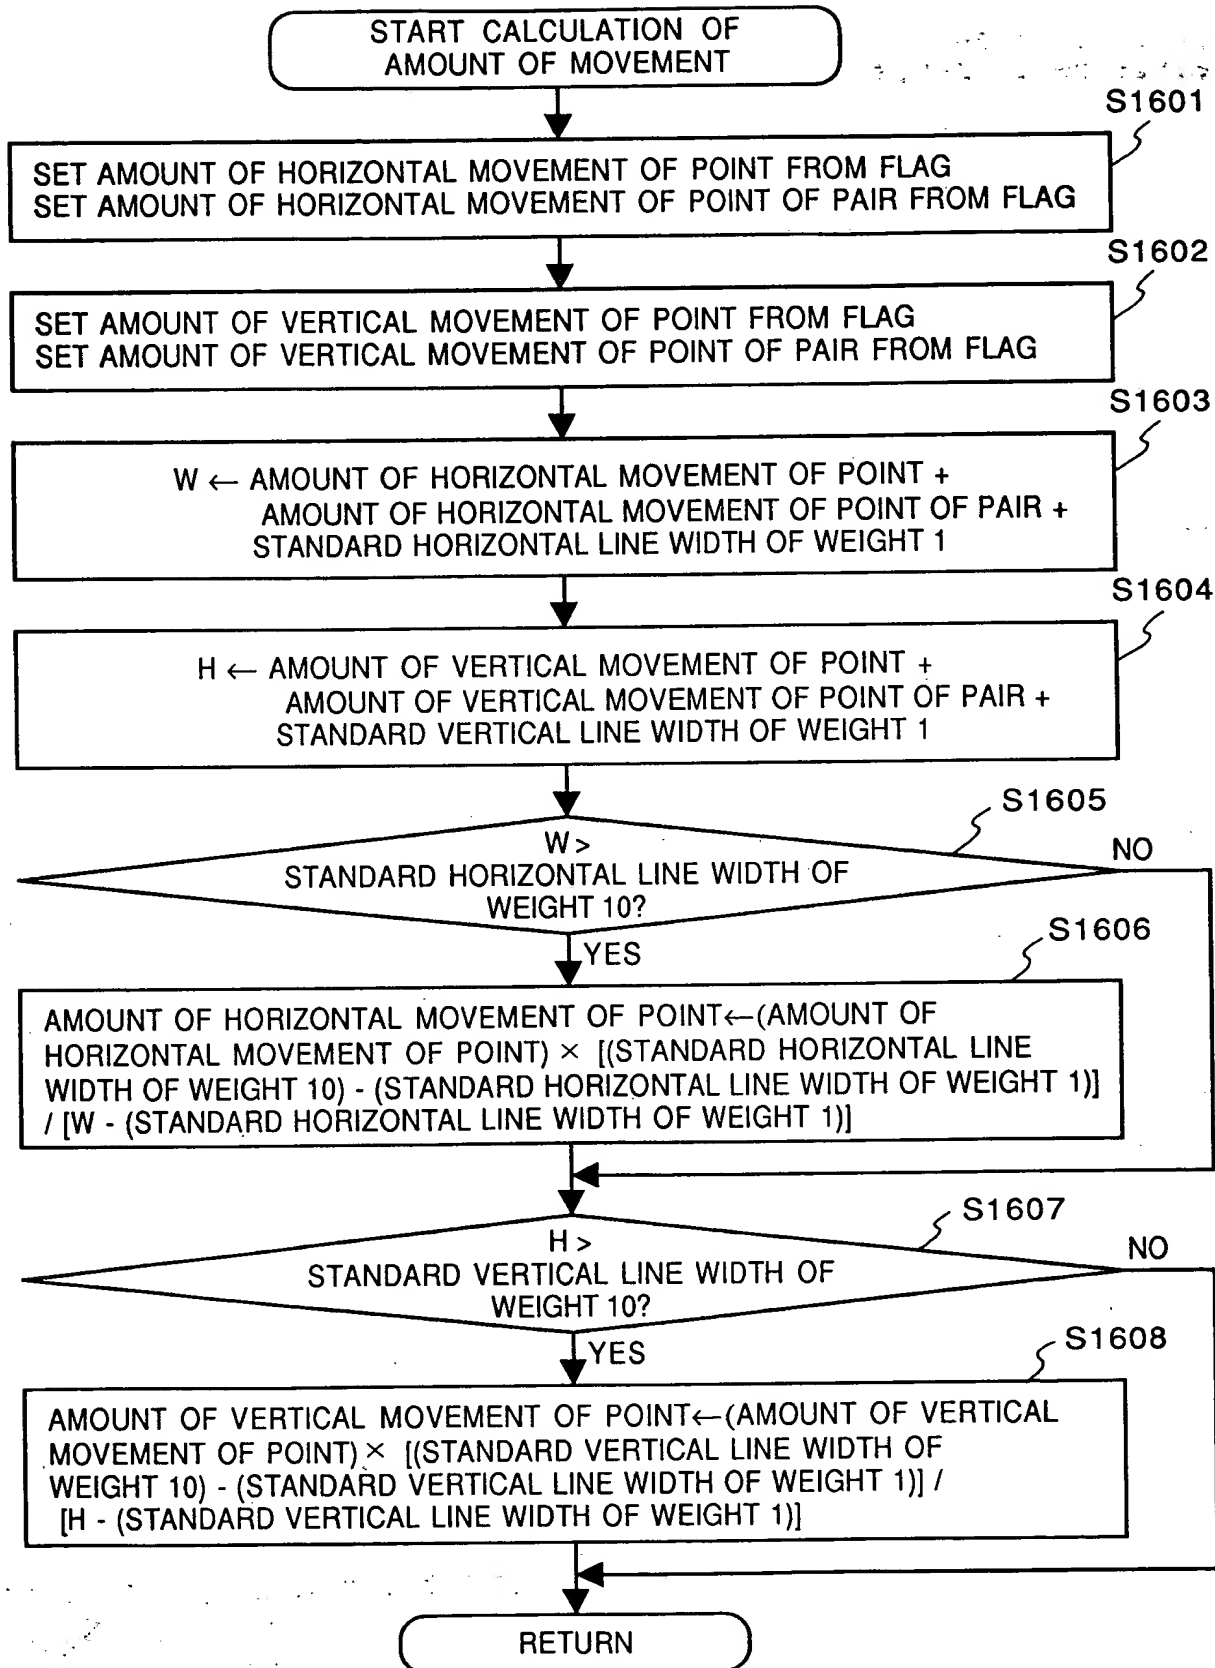 START CALCULATION OF
AMOUNT OF MOVEMENT
S1601
SET AMOUNT OF HORIZONTAL MOVEMENT OF POINT FROM FLAG
SET AMOUNT OF HORIZONTAL MOVEMENT OF POINT OF PAIR FROM FLAG
S1602
SET AMOUNT OF VERTICAL MOVEMENT OF POINT FROM FLAG
SET AMOUNT OF VERTICAL MOVEMENT OF POINT OF PAIR FROM FLAG
S1603
W ← AMOUNT OF HORIZONTAL MOVEMENT OF POINT +
AMOUNT OF HORIZONTAL MOVEMENT OF POINT OF PAIR +
STANDARD HORIZONTAL LINE WIDTH OF WEIGHT 1
S1604
H ← AMOUNT OF VERTICAL MOVEMENT OF POINT +
AMOUNT OF VERTICAL MOVEMENT OF POINT OF PAIR +
STANDARD VERTICAL LINE WIDTH OF WEIGHT 1
S1605
W >
STANDARD HORIZONTAL LINE WIDTH OF
WEIGHT 10?
NO
YES
S1606
AMOUNT OF HORIZONTAL MOVEMENT OF POINT←(AMOUNT OF
HORIZONTAL MOVEMENT OF POINT) × [(STANDARD HORIZONTAL LINE
WIDTH OF WEIGHT 10) - (STANDARD HORIZONTAL LINE WIDTH OF WEIGHT 1)]
/ [W - (STANDARD HORIZONTAL LINE WIDTH OF WEIGHT 1)]
S1607
H >
STANDARD VERTICAL LINE WIDTH OF
WEIGHT 10?
NO
YES
S1608
AMOUNT OF VERTICAL MOVEMENT OF POINT←(AMOUNT OF VERTICAL
MOVEMENT OF POINT) × [(STANDARD VERTICAL LINE WIDTH OF
WEIGHT 10) - (STANDARD VERTICAL LINE WIDTH OF WEIGHT 1)] /
[H - (STANDARD VERTICAL LINE WIDTH OF WEIGHT 1)]
RETURN